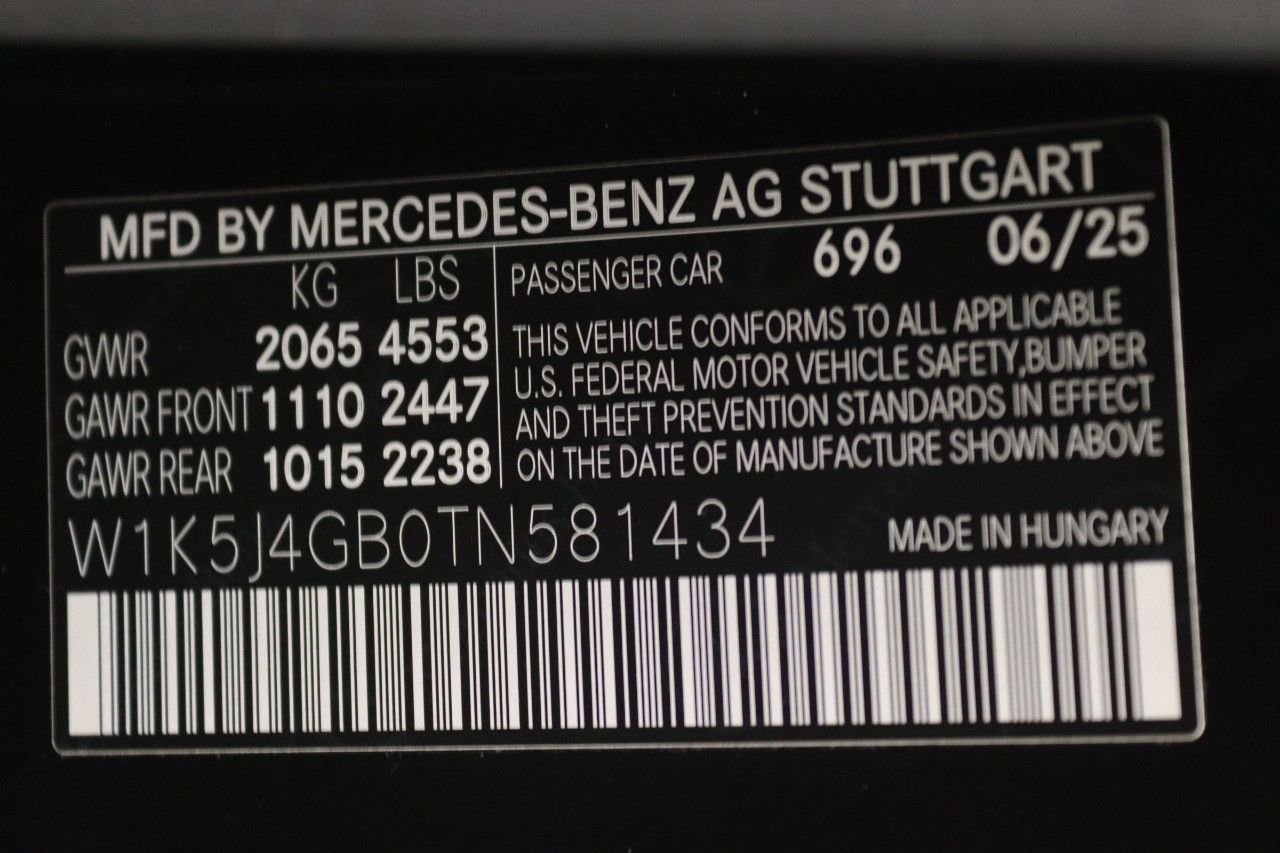 MFD BY MERCEDES-BENZ AG STUTTGART
KG LBS
GVWR 2065 4553
GAWR FRONT 1110 2447
GAWR REAR 1015 2238
PASSENGER CAR 696 06/25
THIS VEHICLE CONFORMS TO ALL APPLICABLE
U.S. FEDERAL MOTOR VEHICLE SAFETY,BUMPER
AND THEFT PREVENTION STANDARDS IN EFFECT
ON THE DATE OF MANUFACTURE SHOWN ABOVE
W1K5J4GB0TN581434
MADE IN HUNGARY